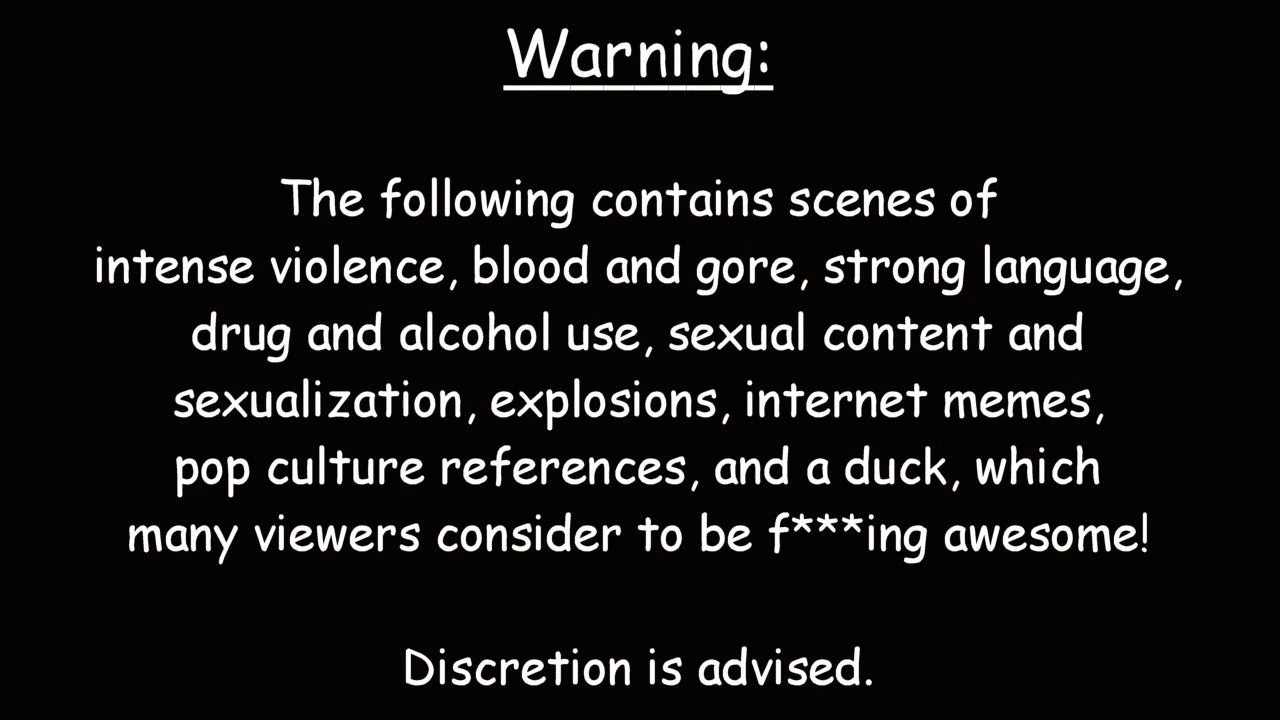 Warning:
The following contains scenes of
intense violence, blood and gore, strong language,
drug and alcohol use, sexual content and
sexualization, explosions, internet memes,
pop culture references, and a duck, which
many viewers consider to be f***ing awesome!
Discretion is advised.